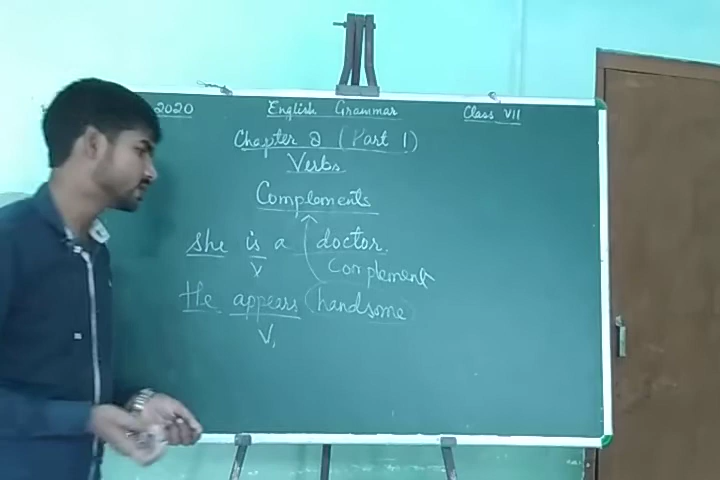 2020 English Grammar Class VII
Chapter 2 (Part 1)
Verbs
Complements
she is a doctor.
V Complement
He appears handsome
V,